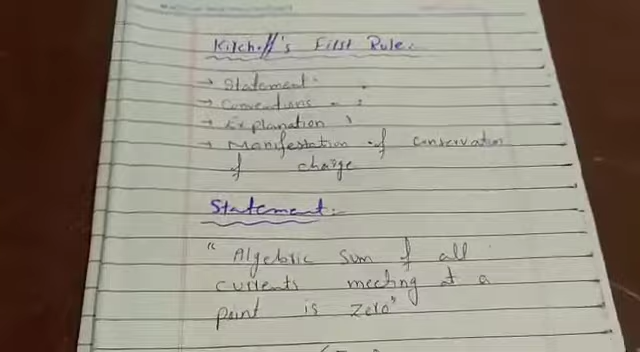 Kirchoff's First Rule:
→ Statement:
→ Conventions :
→ Explanation :
→ Manifestation of conservation
of charge
Statement:-
"Algebric sum of all
currents meeting at a
point is zero"